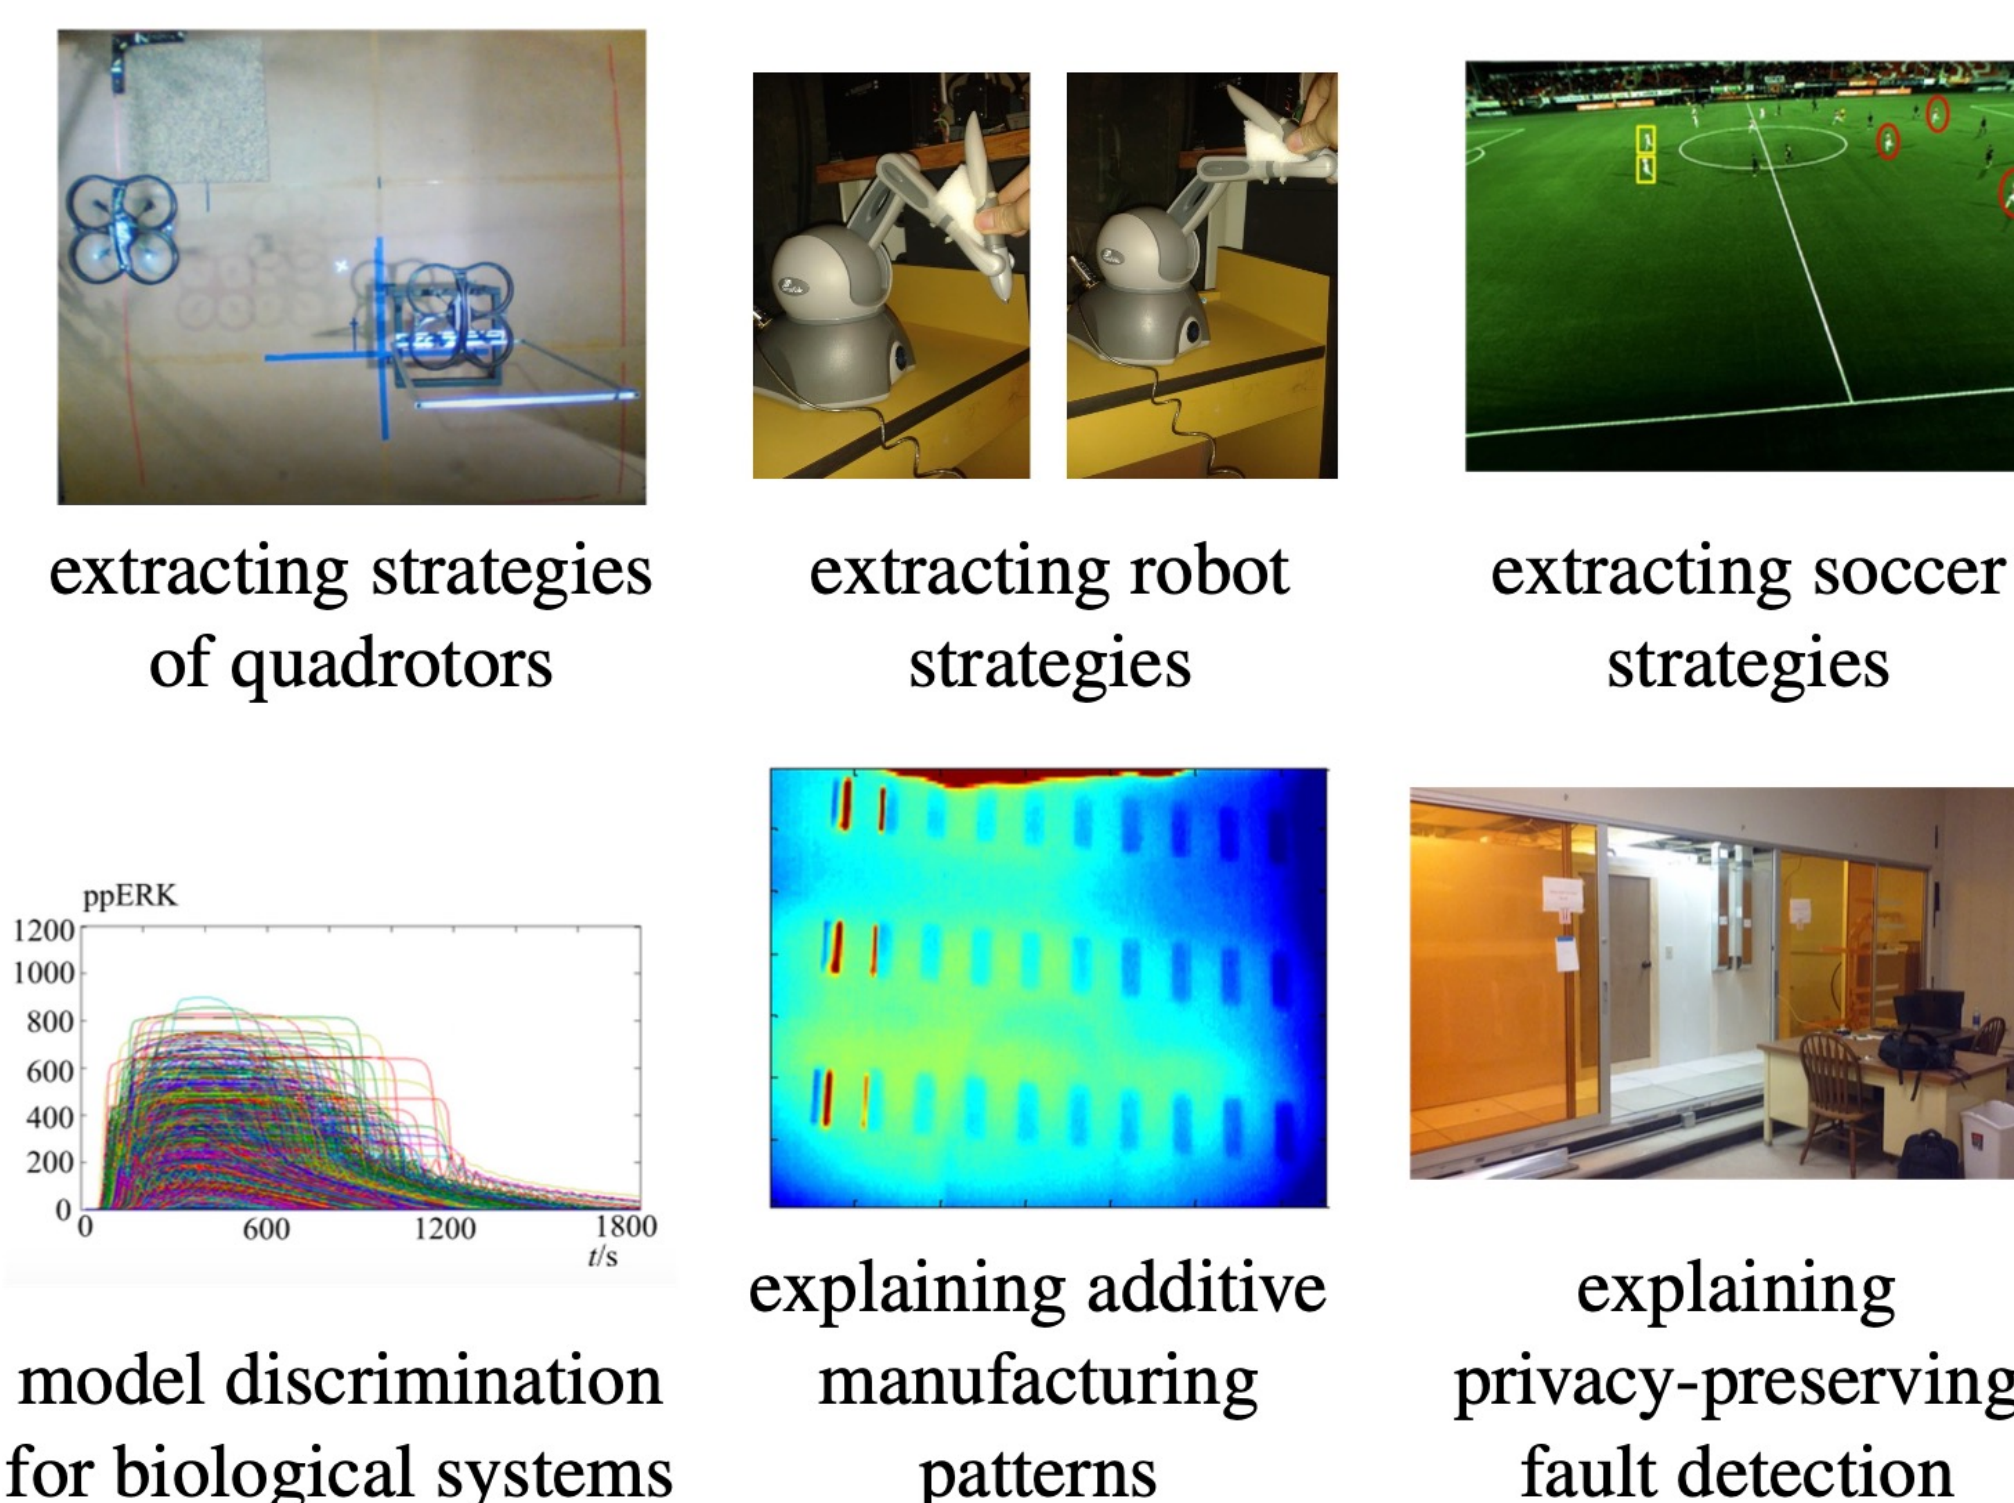 extracting strategies
of quadrotors
extracting robot
strategies
extracting soccer
strategies
ppERK
1200
1000
800
600
400
200
0
0 600 1200 1800
t/s
model discrimination
for biological systems
explaining additive
manufacturing
patterns
explaining
privacy-preserving
fault detection